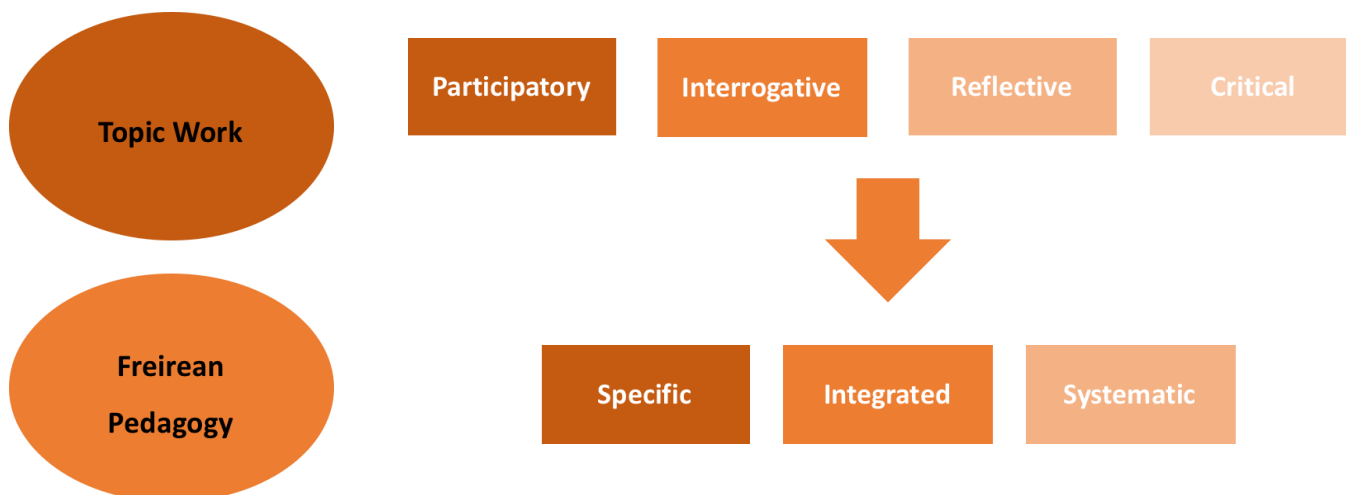 Topic Work
Participatory
Interrogative
Reflective
Critical
Freirean
Pedagogy
Specific
Integrated
Systematic